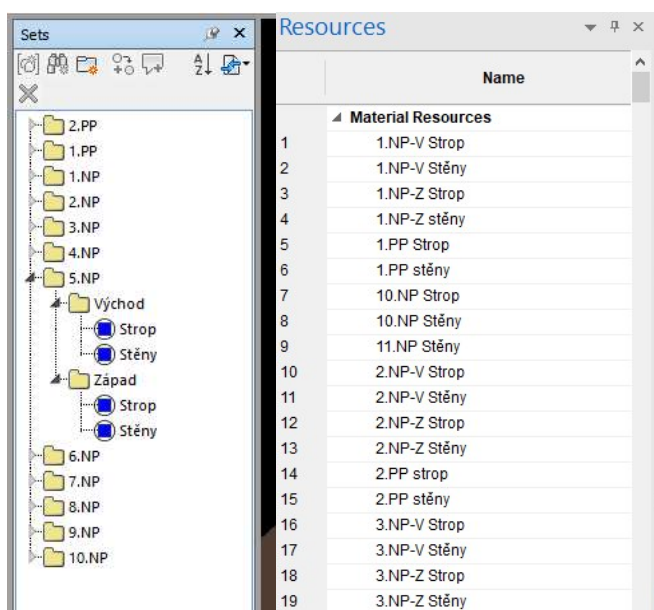 Sets
2.PP
1.PP
1.NP
2.NP
3.NP
4.NP
5.NP
Východ
Strop
Stěny
Západ
Strop
Stěny
6.NP
7.NP
8.NP
9.NP
10.NP
Resources
Name
Material Resources
1 1.NP-V Strop
2 1.NP-V Stěny
3 1.NP-Z Strop
4 1.NP-Z stěny
5 1.PP Strop
6 1.PP stěny
7 10.NP Strop
8 10.NP Stěny
9 11.NP Stěny
10 2.NP-V Strop
11 2.NP-V Stěny
12 2.NP-Z Strop
13 2.NP-Z Stěny
14 2.PP strop
15 2.PP stěny
16 3.NP-V Strop
17 3.NP-V Stěny
18 3.NP-Z Strop
19 3.NP-Z Stěny